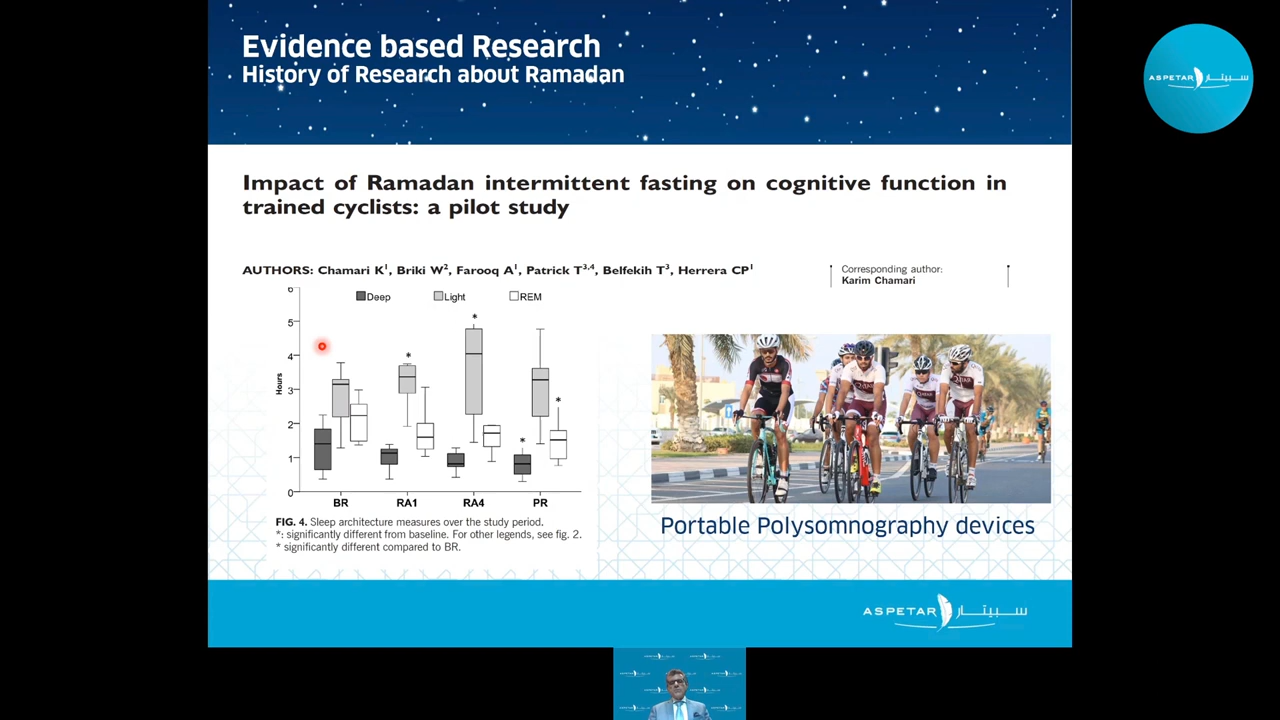 Evidence based Research
History of Research about Ramadan
ASPETAR سبيتار
Impact of Ramadan intermittent fasting on cognitive function in
trained cyclists: a pilot study
AUTHORS: Chamari K1, Briki W2, Farooq A1, Patrick T3,4, Belfekih T3, Herrera CP1
Corresponding author:
Karim Chamari
Deep Light REM
6
5
4
3
2
1
0
Hours
* * * *
BR RA1 RA4 PR
FIG. 4. Sleep architecture measures over the study period.
*: significantly different from baseline. For other legends, see fig. 2.
* significantly different compared to BR.
QATAR
Portable Polysomnography devices
ASPETAR سبيتار